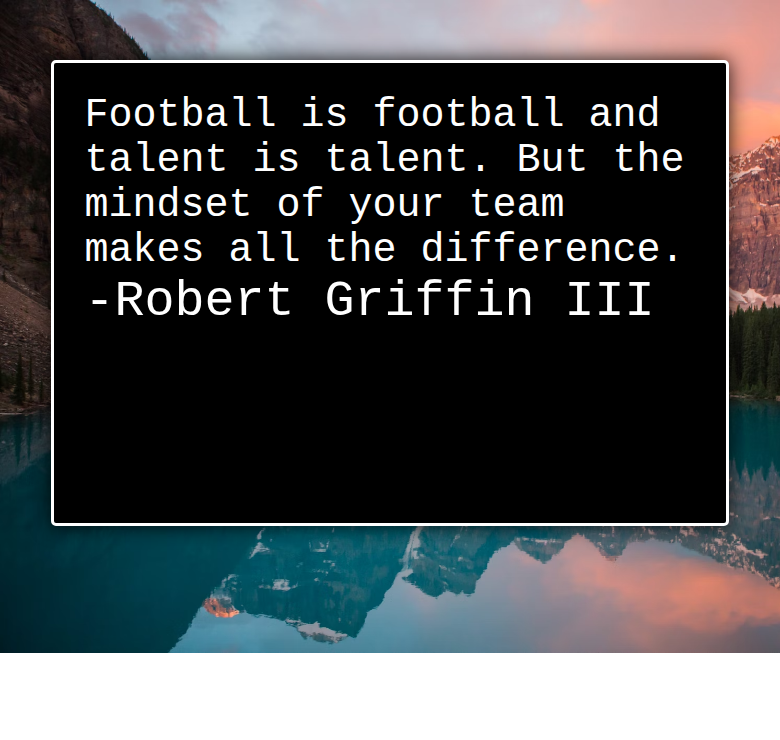 Football is football and
talent is talent. But the
mindset of your team
makes all the difference.
-Robert Griffin III